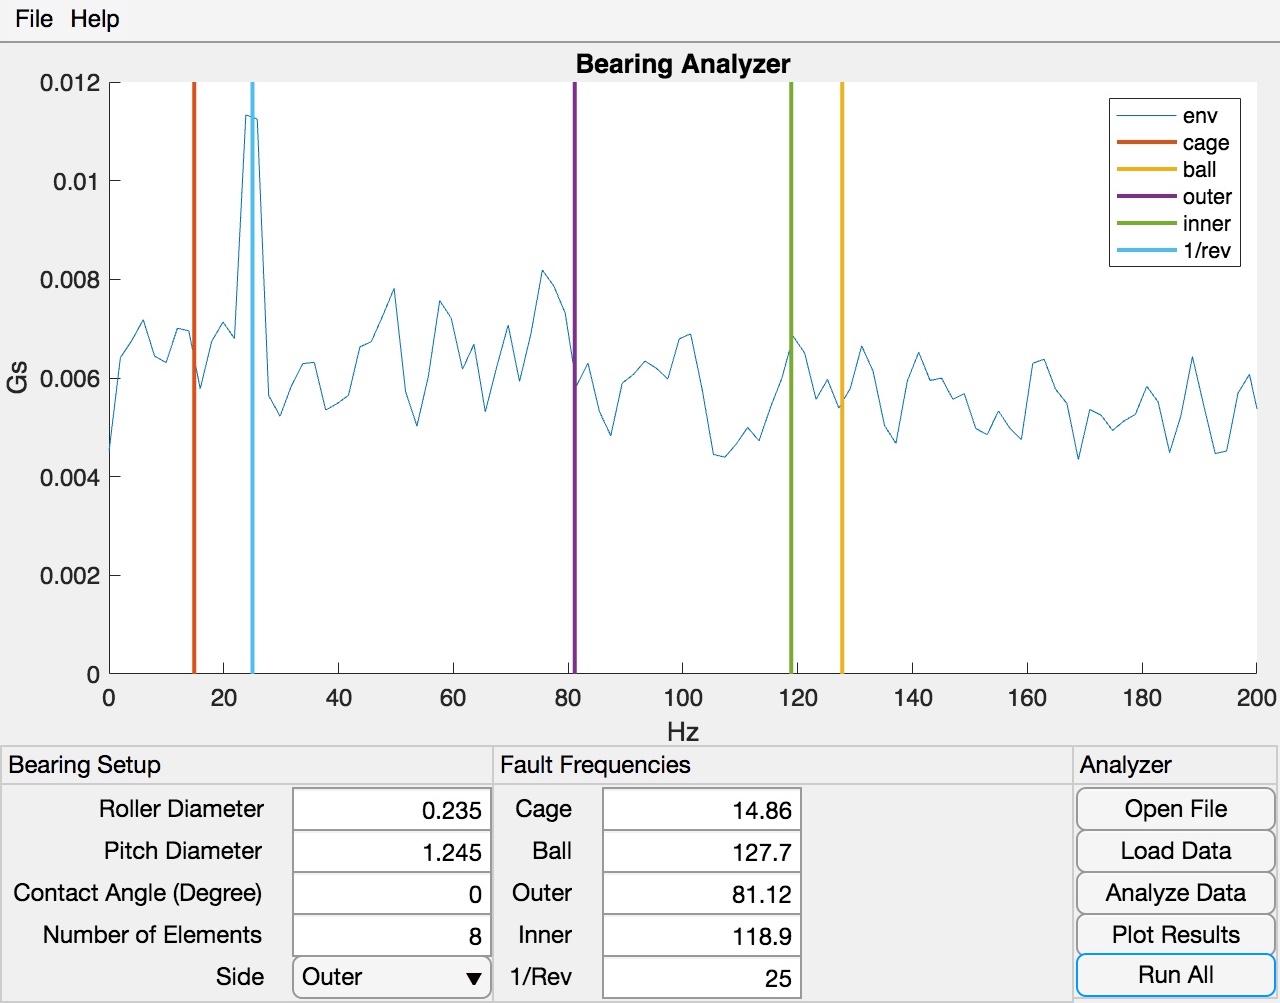 File Help
Bearing Analyzer
0.012
0.01
0.008
0.006
0.004
0.002
0
Gs
env
cage
ball
outer
inner
1/rev
0 20 40 60 80 100 120 140 160 180 200
Hz
Bearing Setup
Roller Diameter 0.235
Pitch Diameter 1.245
Contact Angle (Degree) 0
Number of Elements 8
Side Outer
Fault Frequencies
Cage 14.86
Ball 127.7
Outer 81.12
Inner 118.9
1/Rev 25
Analyzer
Open File
Load Data
Analyze Data
Plot Results
Run All